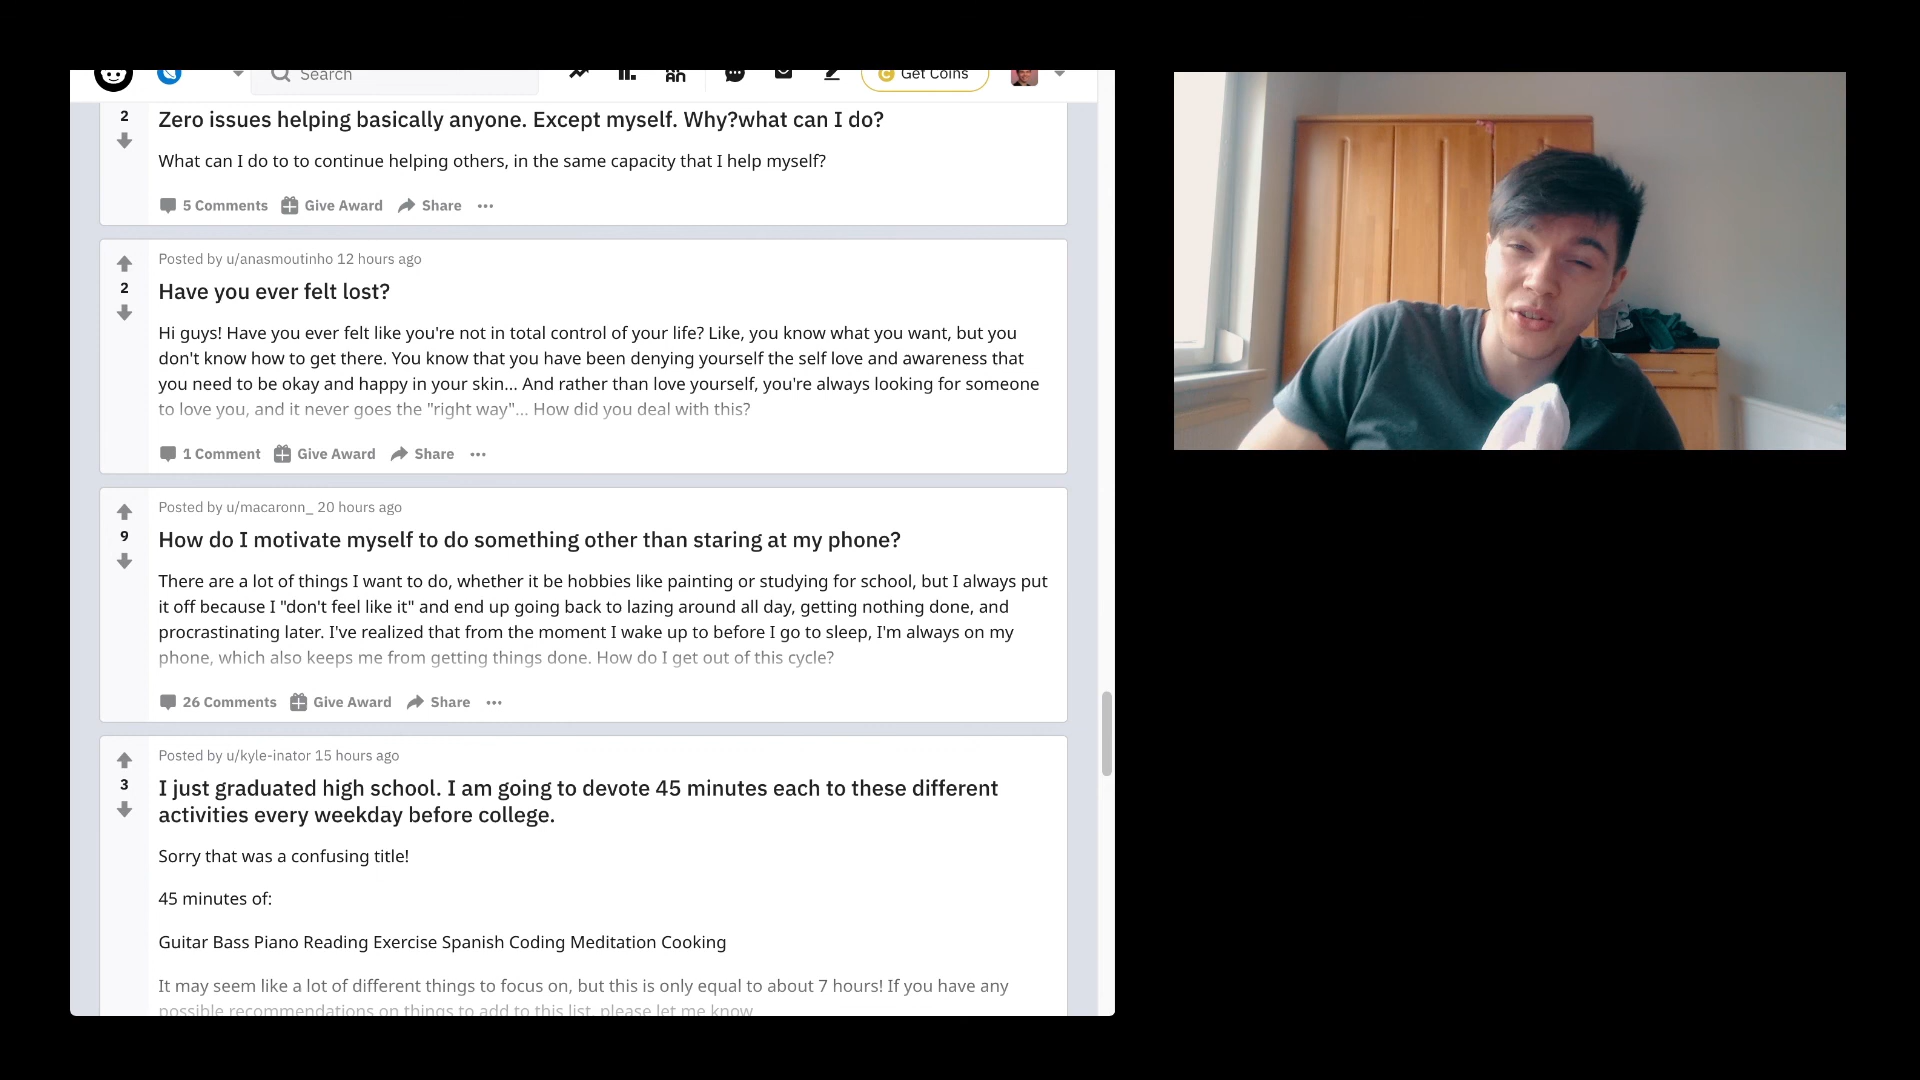 Search
Get Coins
2
Zero issues helping basically anyone. Except myself. Why?what can I do?
What can I do to to continue helping others, in the same capacity that I help myself?
5 Comments Give Award Share
Posted by u/anasmoutinho 12 hours ago
2
Have you ever felt lost?
Hi guys! Have you ever felt like you're not in total control of your life? Like, you know what you want, but you
don't know how to get there. You know that you have been denying yourself the self love and awareness that
you need to be okay and happy in your skin... And rather than love yourself, you're always looking for someone
to love you, and it never goes the "right way"... How did you deal with this?
1 Comment Give Award Share
Posted by u/macaronn_ 20 hours ago
9
How do I motivate myself to do something other than staring at my phone?
There are a lot of things I want to do, whether it be hobbies like painting or studying for school, but I always put
it off because I "don't feel like it" and end up going back to lazing around all day, getting nothing done, and
procrastinating later. I've realized that from the moment I wake up to before I go to sleep, I'm always on my
phone, which also keeps me from getting things done. How do I get out of this cycle?
26 Comments Give Award Share
Posted by u/kyle-inator 15 hours ago
3
I just graduated high school. I am going to devote 45 minutes each to these different
activities every weekday before college.
Sorry that was a confusing title!
45 minutes of:
Guitar Bass Piano Reading Exercise Spanish Coding Meditation Cooking
It may seem like a lot of different things to focus on, but this is only equal to about 7 hours! If you have any
possible recommendations on things to add to this list, please let me know